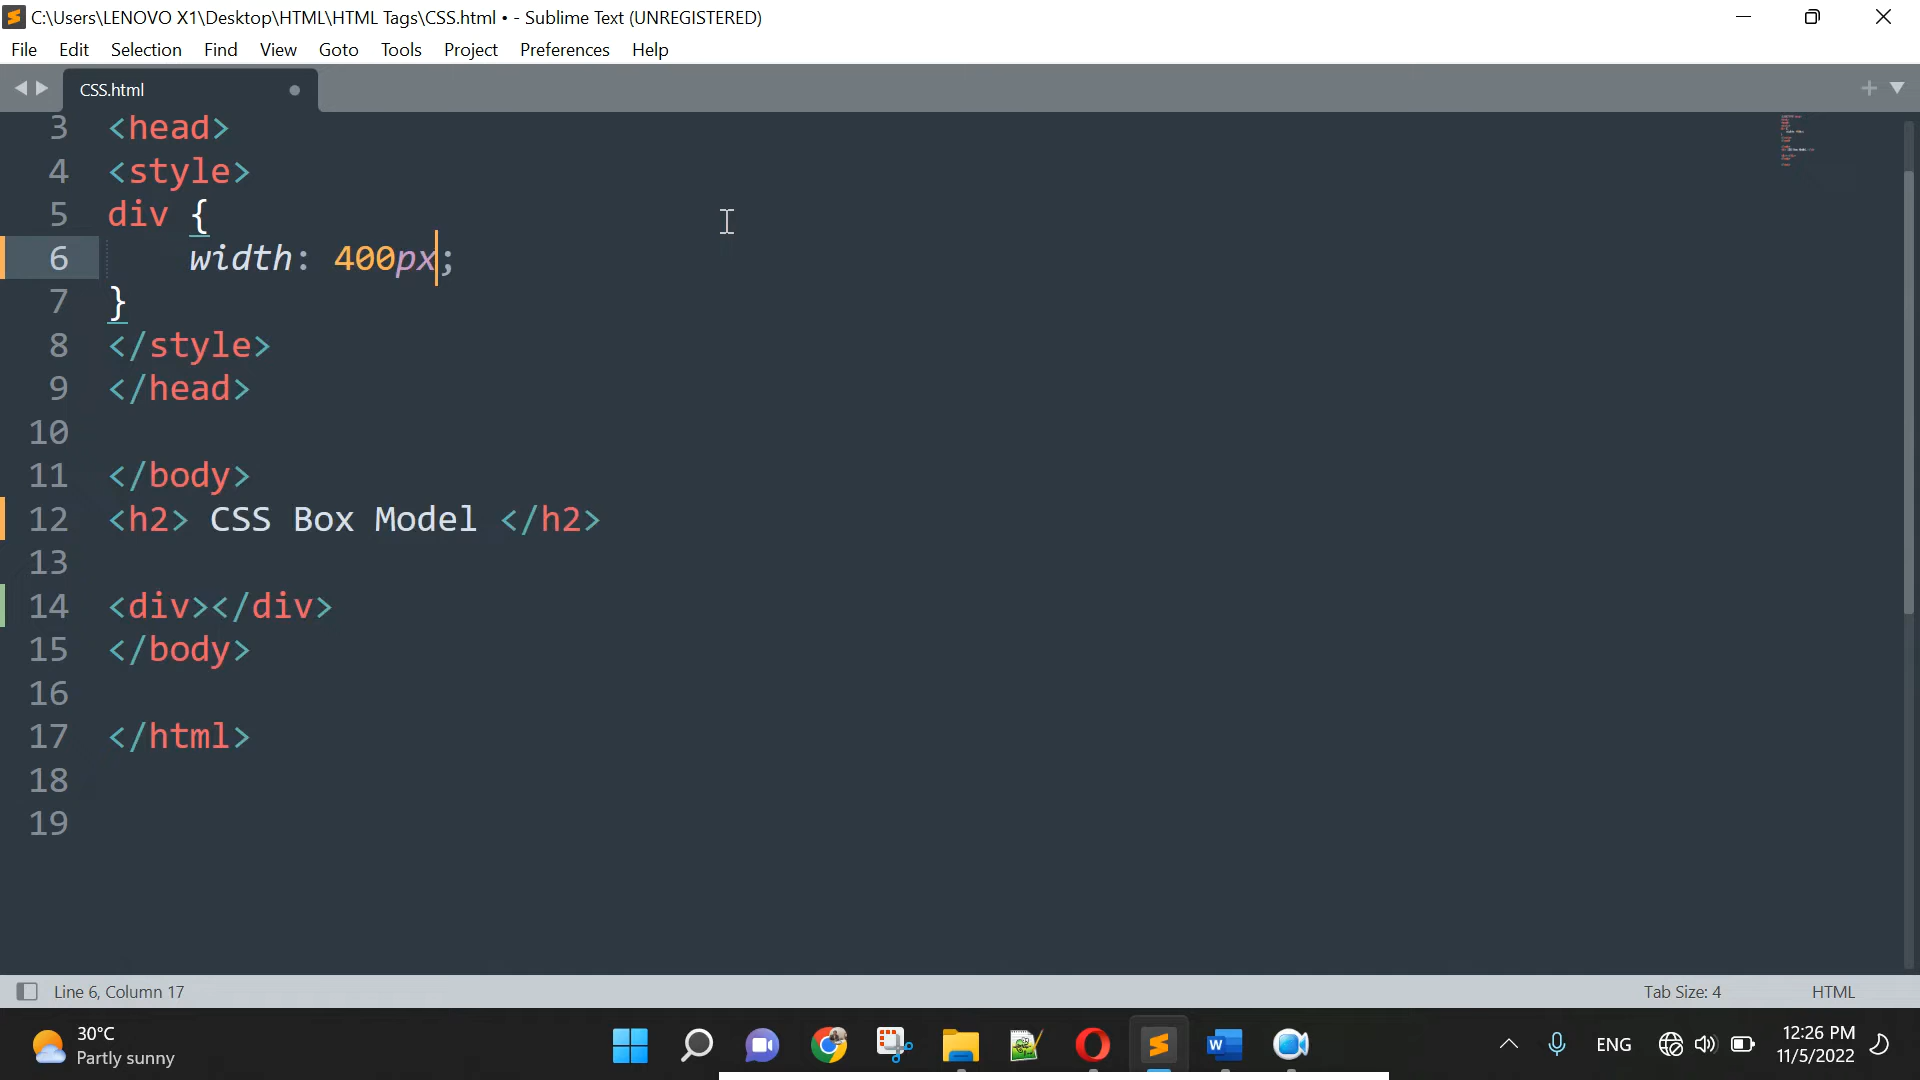 C:\Users\LENOVO X1\Desktop\HTML\HTML Tags\CSS.html • - Sublime Text (UNREGISTERED)
File Edit Selection Find View Goto Tools Project Preferences Help
CSS.html
3 <head>
4 <style>
5 div {
6 width: 400px;
7 }
8 </style>
9 </head>
10
11 </body>
12 <h2> CSS Box Model </h2>
13
14 <div></div>
15 </body>
16
17 </html>
18
19
Line 6, Column 17 Tab Size: 4 HTML
30°C
Partly sunny
ENG
12:26 PM
11/5/2022